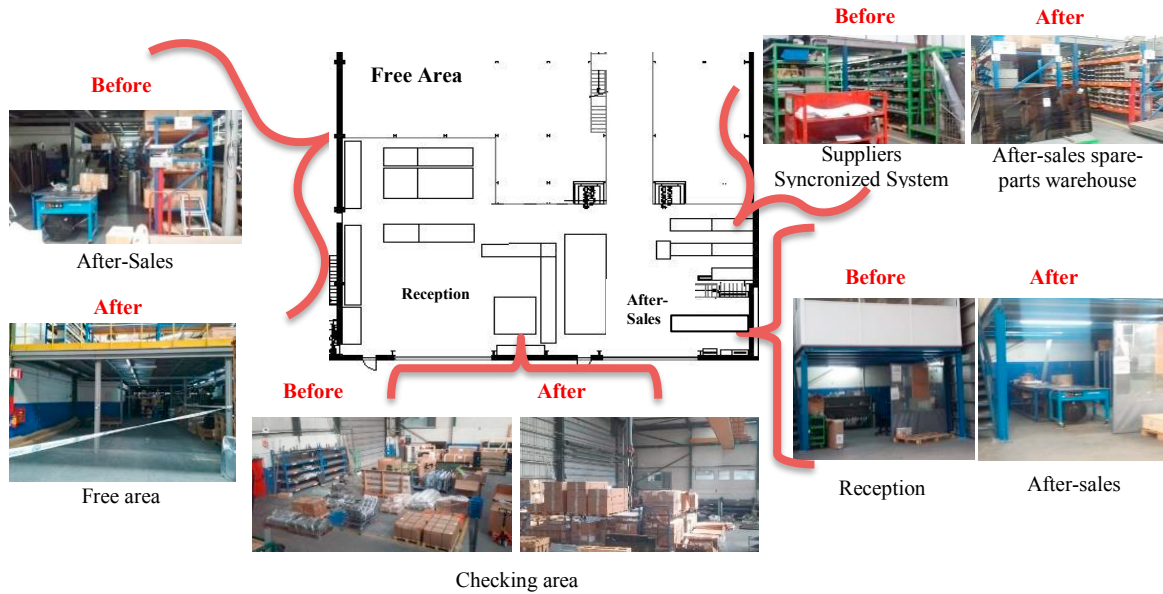 Before
After
Before
Free Area
Suppliers
Syncronized System
After-sales spare-
parts warehouse
After-Sales
Reception
After-
Sales
Before
After
After
Before
After
Free area
Reception
After-sales
Checking area